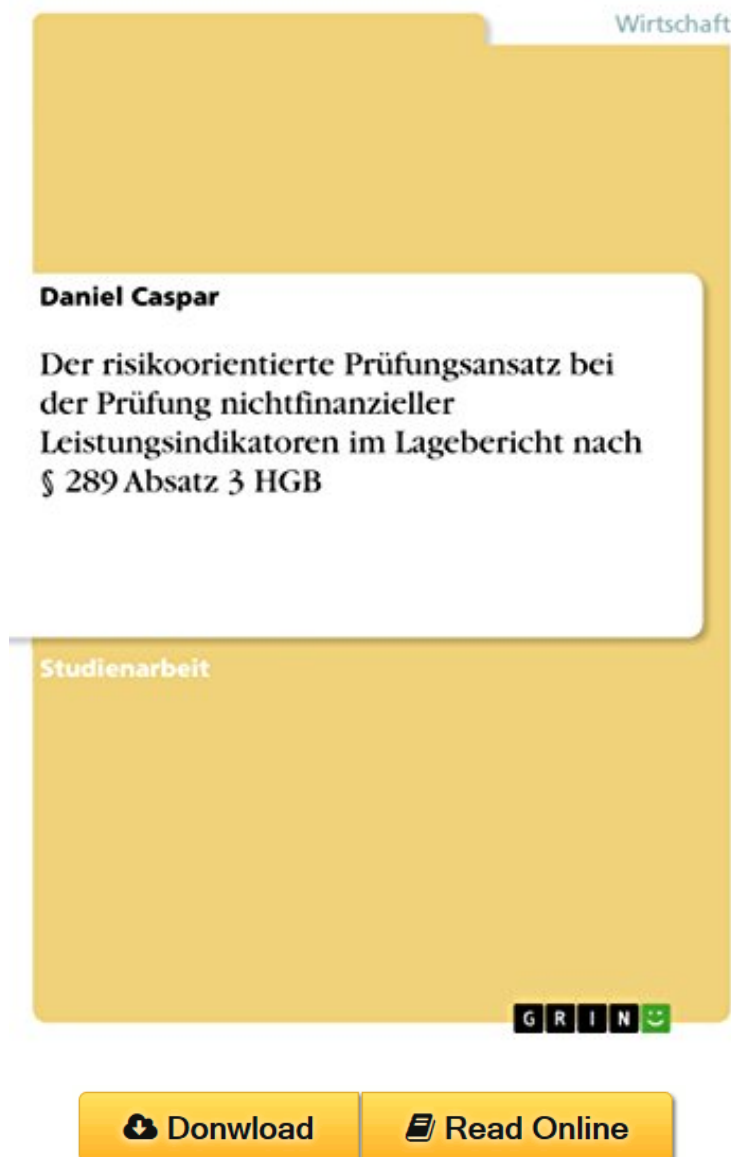 Wirtschaft
Daniel Caspar
Der risikoorientierte Prüfungsansatz bei
der Prüfung nichtfinanzieller
Leistungsindikatoren im Lagebericht nach
§ 289 Absatz 3 HGB
Studienarbeit
GRIN
Donwload
Read Online